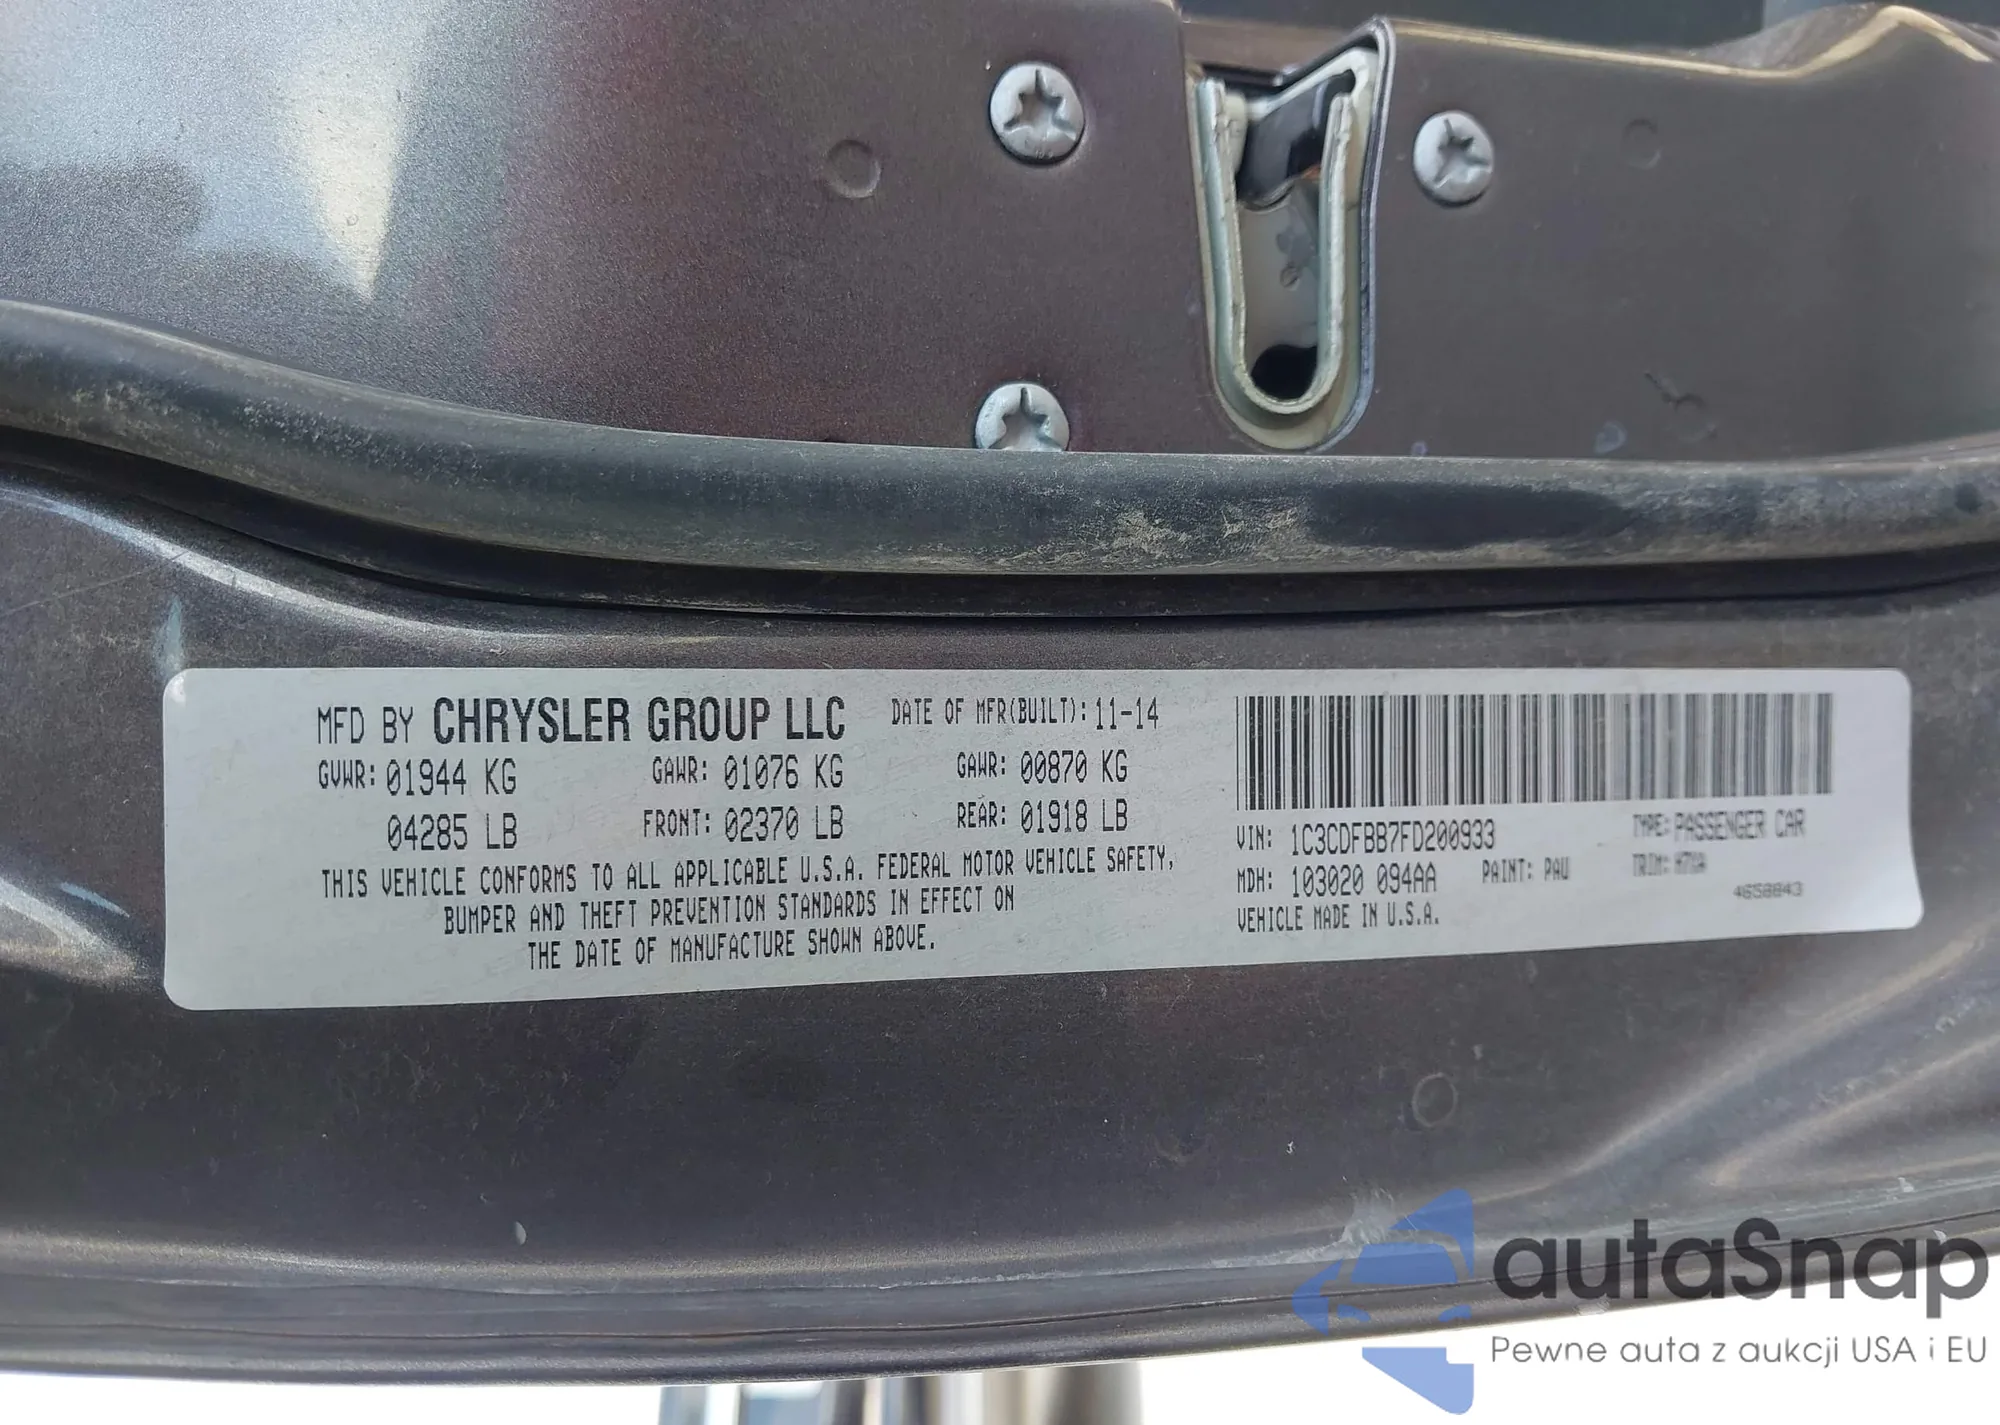 MFD BY CHRYSLER GROUP LLC DATE OF MFR(BUILT): 11-14
GVWR: 01944 KG GAWR: 01076 KG GAWR: 00870 KG
04285 LB FRONT: 02370 LB REAR: 01918 LB
THIS VEHICLE CONFORMS TO ALL APPLICABLE U.S.A. FEDERAL MOTOR VEHICLE SAFETY,
BUMPER AND THEFT PREVENTION STANDARDS IN EFFECT ON
THE DATE OF MANUFACTURE SHOWN ABOVE.
VIN: 1C3CDFBB7FD200933 TYPE: PASSENGER CAR
MDH: 103020 094AA PAINT: PAU TRIM:
4658843
VEHICLE MADE IN U.S.A.
autaSnap
Pewne auta z aukcji USA i EU